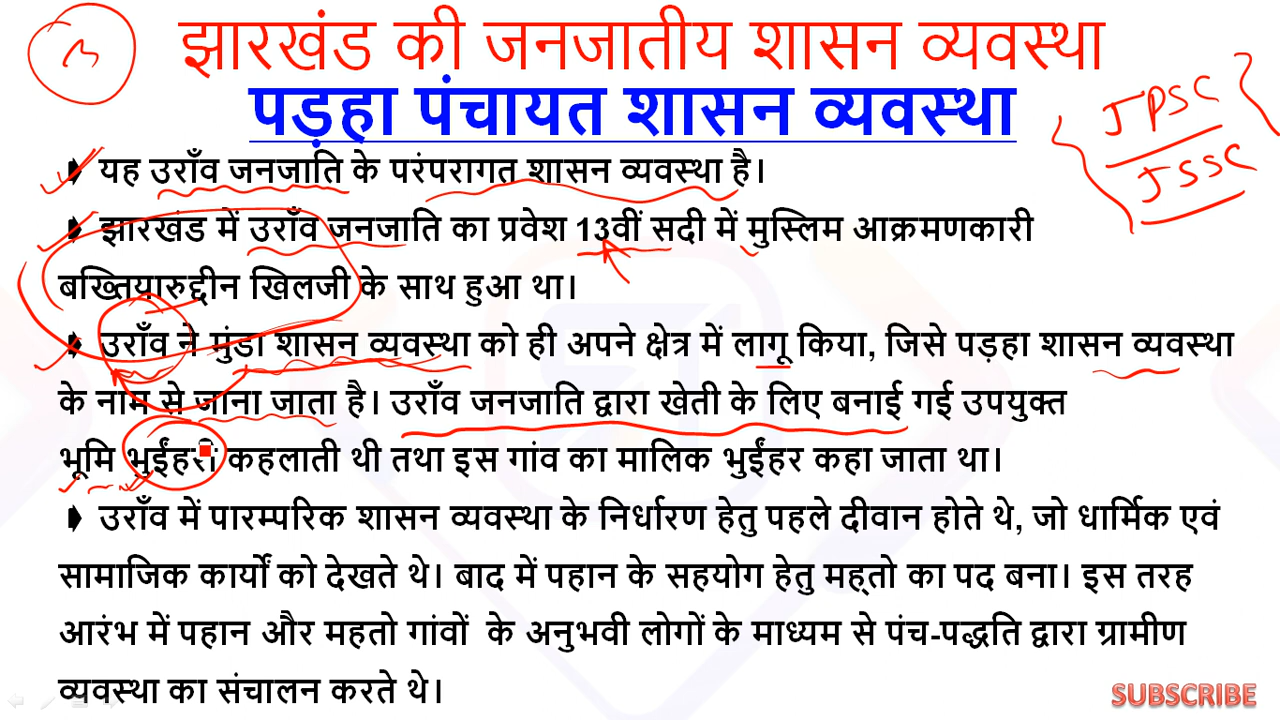 झारखंड की जनजातीय शासन व्यवस्था
पड़हा पंचायत शासन व्यवस्था
JPSC
JSSC
➧ यह उराँव जनजाति के परंपरागत शासन व्यवस्था है।
➧ झारखंड में उराँव जनजाति का प्रवेश 13वीं सदी में मुस्लिम आक्रमणकारी
बख्तियारुद्दीन खिलजी के साथ हुआ था।
➧ उराँव ने मुंडा शासन व्यवस्था को ही अपने क्षेत्र में लागू किया, जिसे पड़हा शासन व्यवस्था
के नाम से जाना जाता है। उराँव जनजाति द्वारा खेती के लिए बनाई गई उपयुक्त
भूमि भुईंहरी कहलाती थी तथा इस गांव का मालिक भुईंहर कहा जाता था।
➧ उराँव में पारम्परिक शासन व्यवस्था के निर्धारण हेतु पहले दीवान होते थे, जो धार्मिक एवं
सामाजिक कार्यों को देखते थे। बाद में पहान के सहयोग हेतु मह्तो का पद बना। इस तरह
आरंभ में पहान और महतो गांवों के अनुभवी लोगों के माध्यम से पंच-पद्धति द्वारा ग्रामीण
व्यवस्था का संचालन करते थे।
SUBSCRIBE